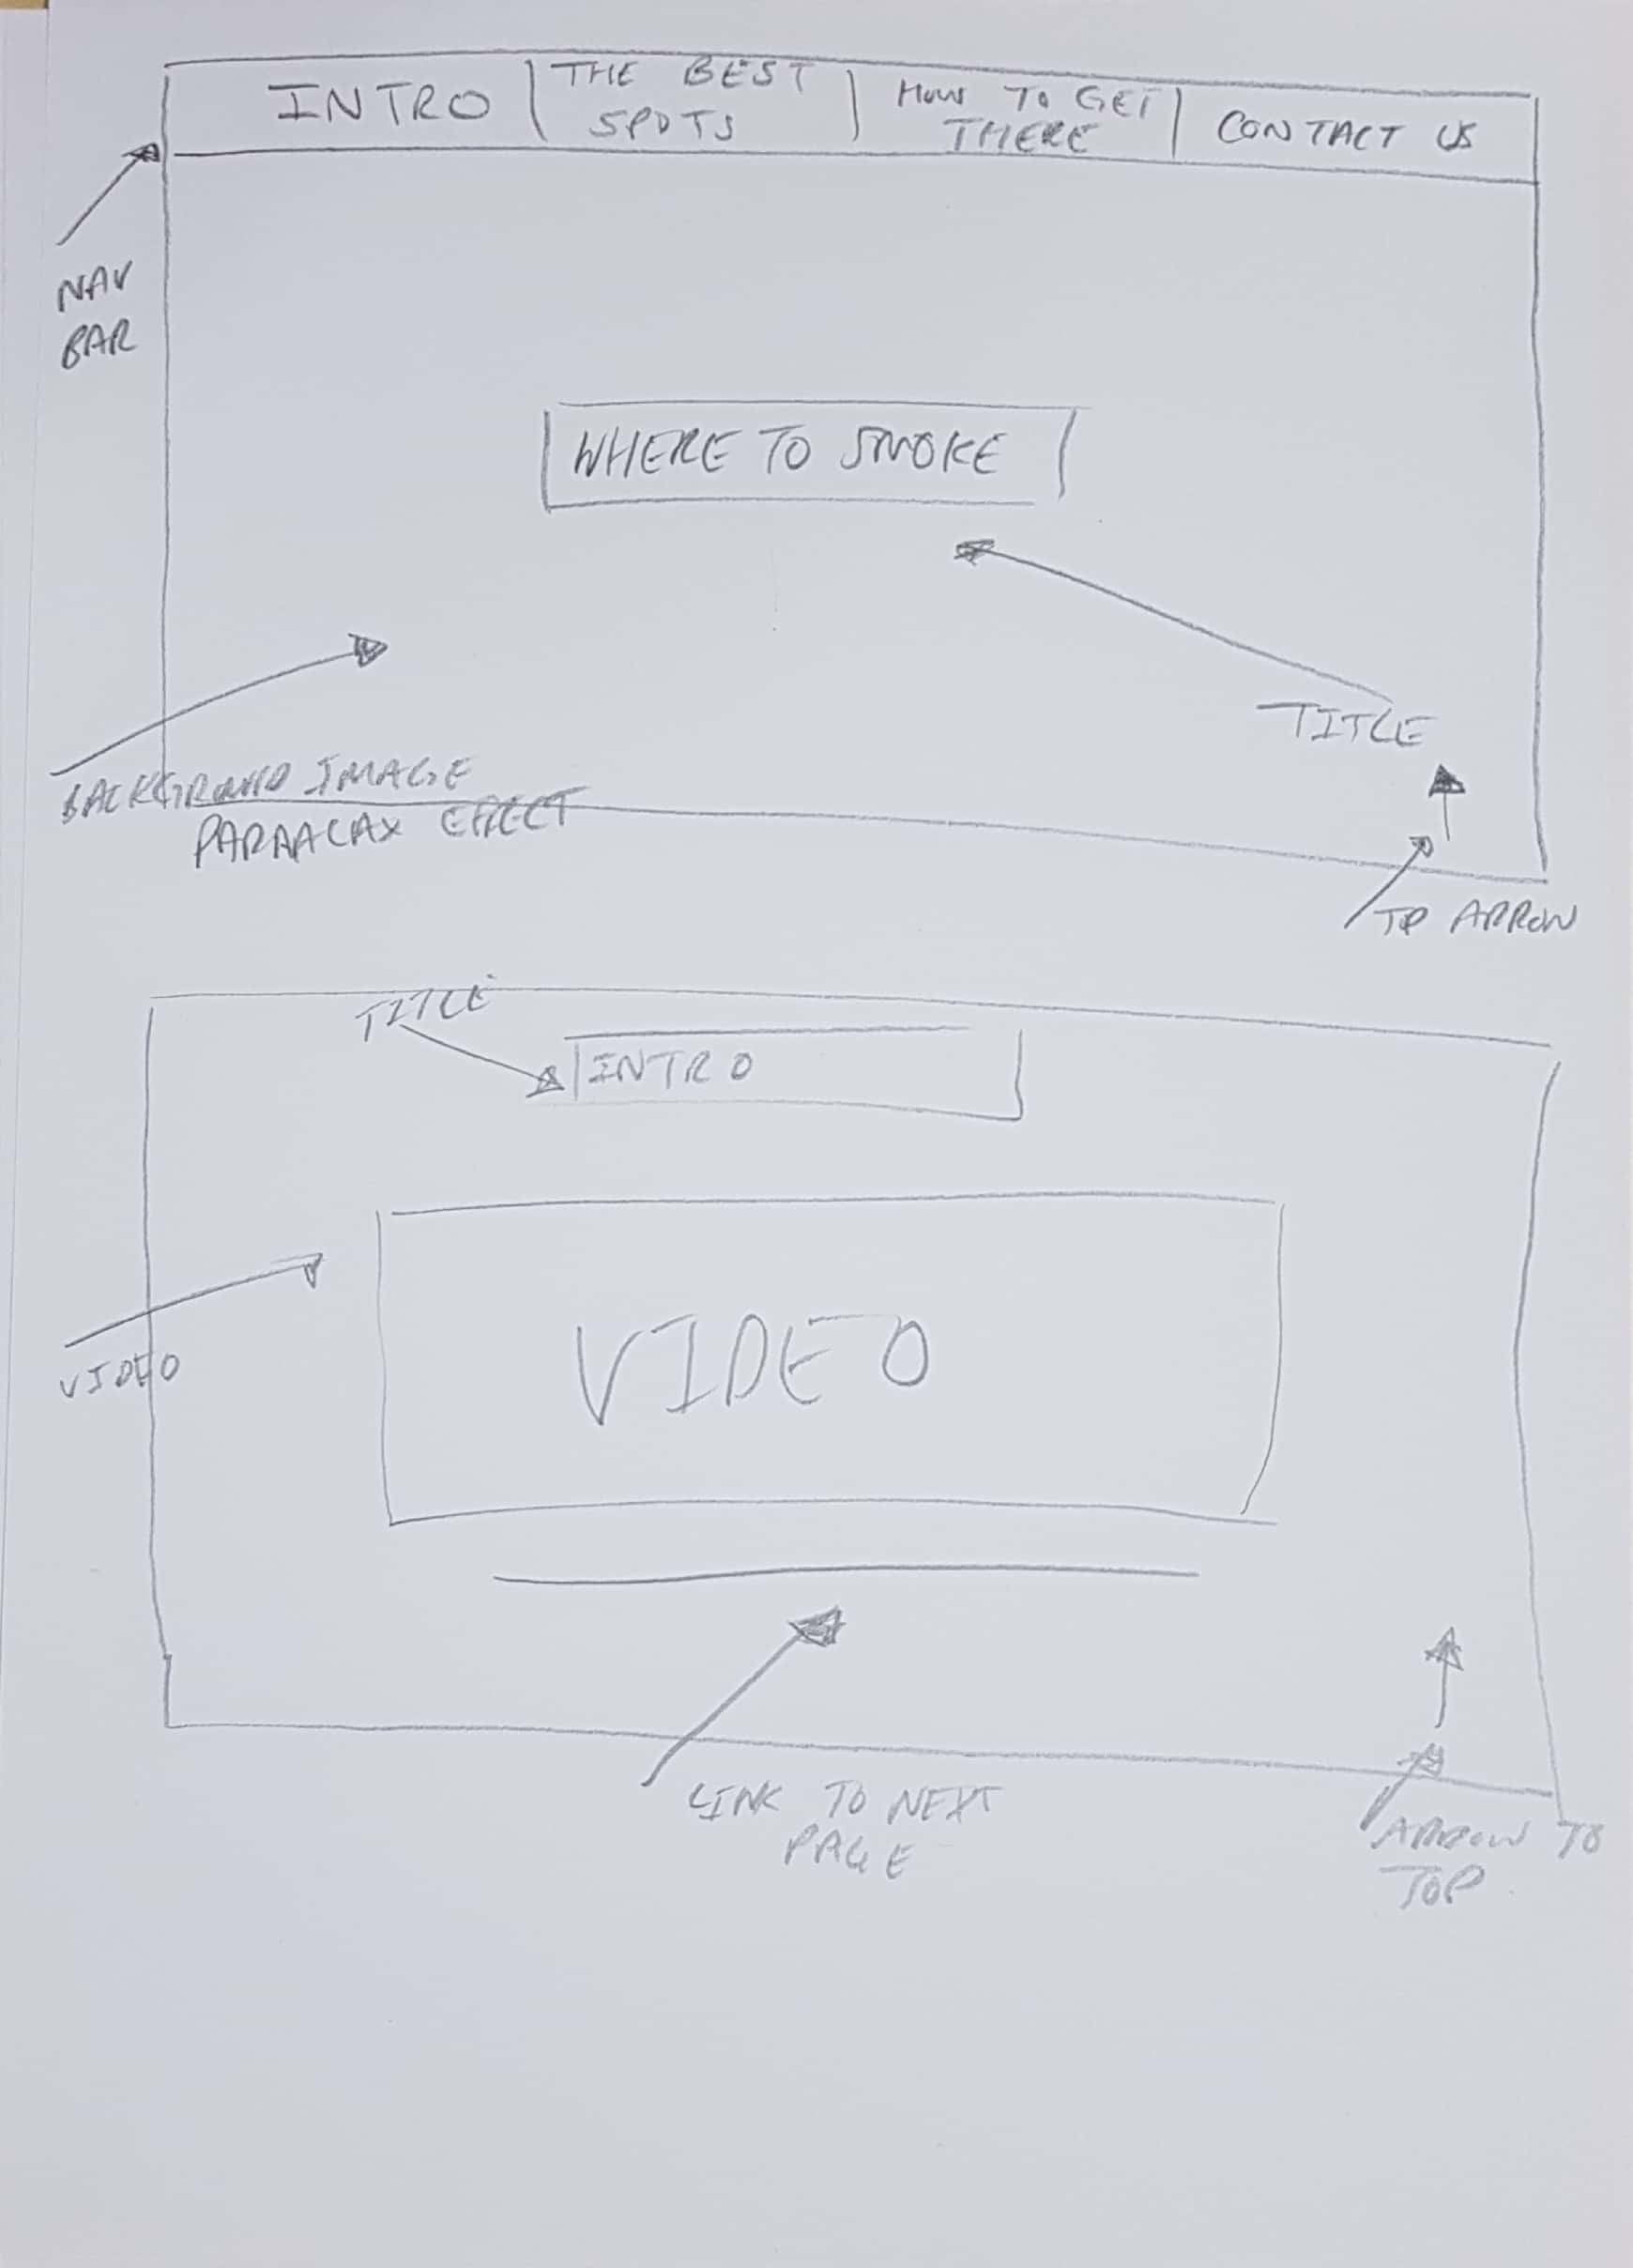 INTRO
THE BEST
SPOTS
HOW TO GET
THERE
CONTACT US
NAV
BAR
WHERE TO SMOKE
TITLE
BACKGROUND IMAGE
PARAALAX EFFECT
TO ARROW
TITLE
INTRO
VIDEO
VIDEO
LINK TO NEXT
PAGE
ARROW TO
TOP